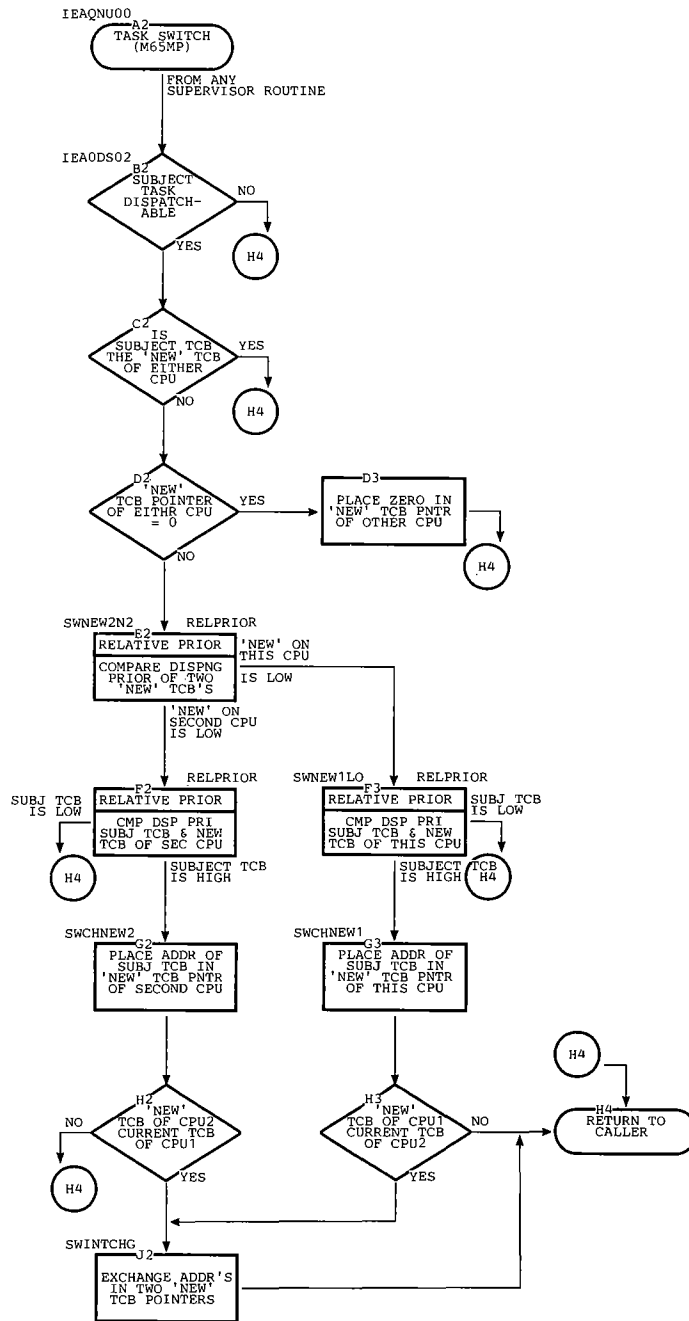 IEAQNU00
A2
TASK SWITCH
(M65MP)
FROM ANY
SUPERVISOR ROUTINE
IEA0DS02
B2
SUBJECT
TASK
DISPATCH-
ABLE
NO
H4
YES
C2
IS
SUBJECT TCB
THE 'NEW' TCB
OF EITHER
CPU
YES
H4
NO
D2
'NEW'
TCB POINTER
OF EITHR CPU
= 0
YES
D3
PLACE ZERO IN
'NEW' TCB PNTR
OF OTHER CPU
H4
NO
SWNEW2N2
RELPRIOR
E2
RELATIVE PRIOR
COMPARE DISPNG
PRIOR OF TWO
'NEW' TCB'S
'NEW' ON
THIS CPU
IS LOW
'NEW' ON
SECOND CPU
IS LOW
RELPRIOR
SUBJ TCB
IS LOW
F2
RELATIVE PRIOR
CMP DSP PRI
SUBJ TCB & NEW
TCB OF SEC CPU
H4
SUBJECT TCB
IS HIGH
SWNEW1LO
RELPRIOR
F3
RELATIVE PRIOR
CMP DSP PRI
SUBJ TCB & NEW
TCB OF THIS CPU
SUBJ TCB
IS LOW
H4
SUBJECT TCB
IS HIGH
SWCHNEW2
G2
PLACE ADDR OF
SUBJ TCB IN
'NEW' TCB PNTR
OF SECOND CPU
SWCHNEW1
G3
PLACE ADDR OF
SUBJ TCB IN
'NEW' TCB PNTR
OF THIS CPU
H4
H2
'NEW'
TCB OF CPU2
CURRENT TCB
OF CPU1
NO
H4
YES
H3
'NEW'
TCB OF CPU1
CURRENT TCB
OF CPU2
NO
YES
H4
RETURN TO
CALLER
SWINTCHG
J2
EXCHANGE ADDR'S
IN TWO 'NEW'
TCB POINTERS